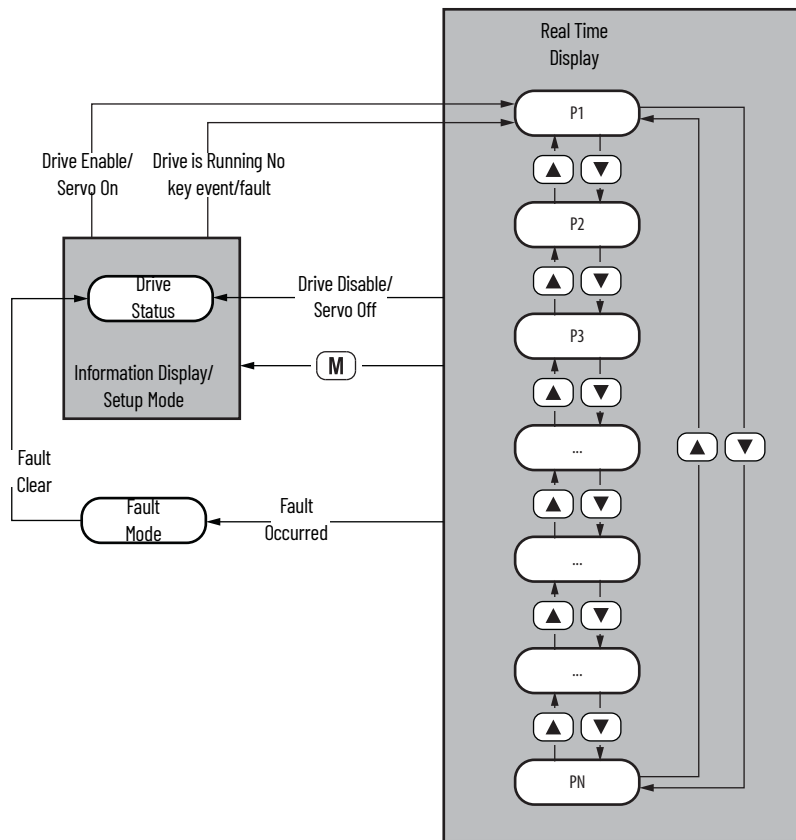 Real Time
Display
P1
Drive Enable/
Servo On
Drive is Running No
key event/fault
▲ ▼
P2
Drive
Status
Drive Disable/
Servo Off
▲ ▼
P3
Information Display/
Setup Mode
M
▲ ▼
...
▲ ▼
Fault
Clear
Fault
Mode
Fault
Occurred
▲ ▼
...
▲ ▼
...
▲ ▼
PN